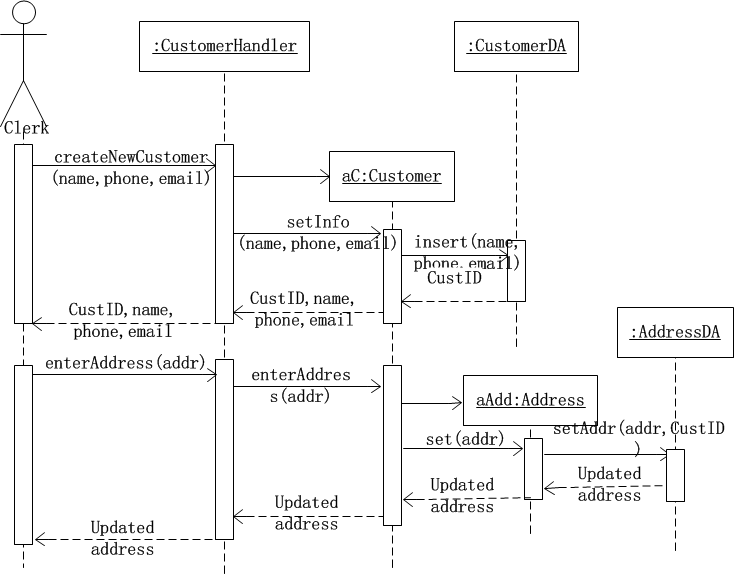 :CustomerHandler
:CustomerDA
Clerk
createNewCustomer
(name,phone,email)
aC:Customer
setInfo
(name,phone,email)
insert(name,
phone,email)
CustID
CustID,name,
phone,email
CustID,name,
phone,email
:AddressDA
enterAddress(addr)
enterAddres
s(addr)
aAdd:Address
set(addr)
setAddr(addr,CustID
)
Updated
address
Updated
address
Updated
address
Updated
address